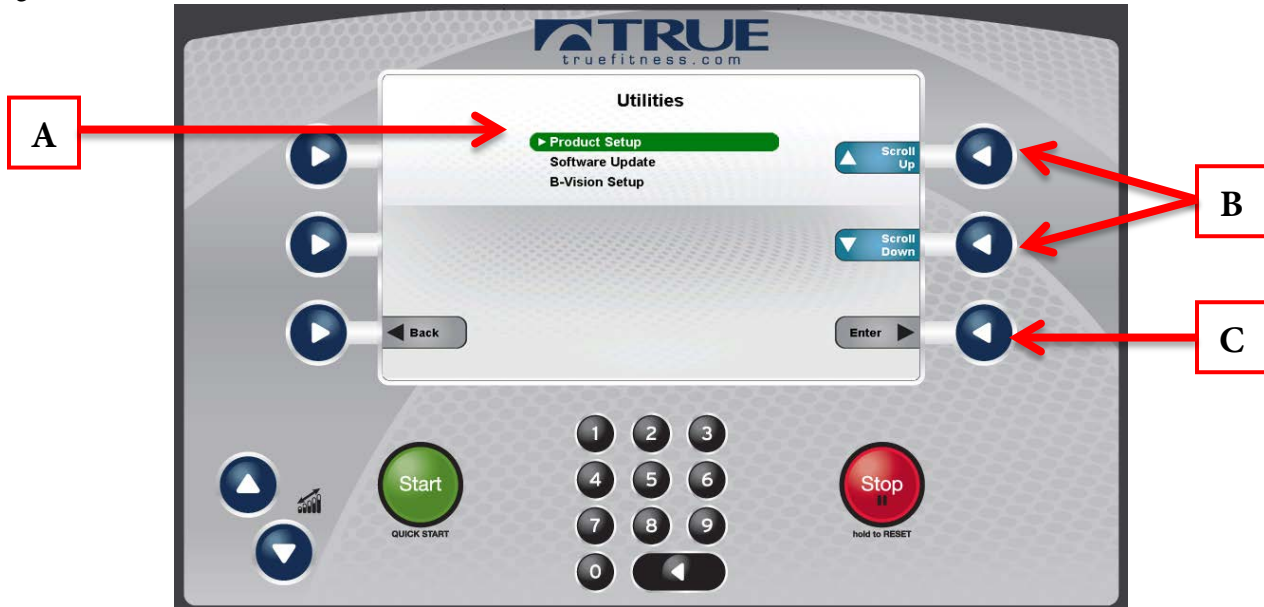 TRUE
truefitness.com
Utilities
A
Product Setup
Software Update
B-Vision Setup
Scroll
Up
B
Scroll
Down
Back
Enter
C
1 2 3
4 5 6
7 8 9
0
Start
QUICK START
Stop
hold to RESET